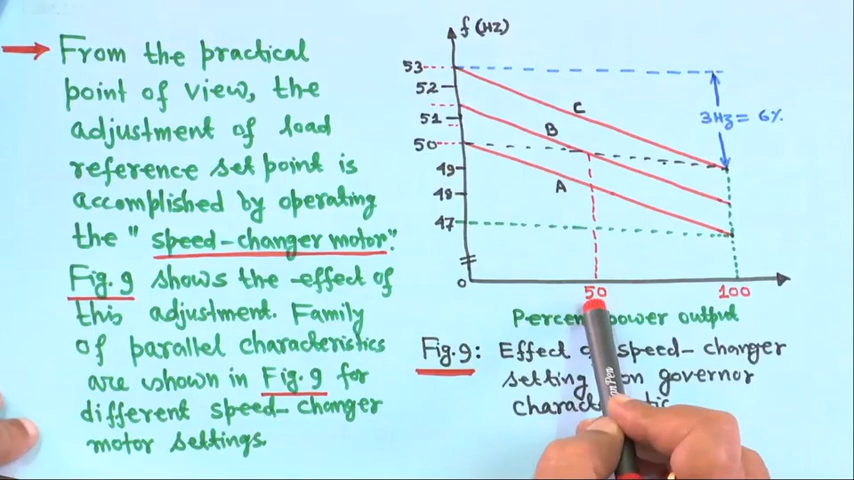 From the practical
point of view, the
adjustment of load
reference set point is
accomplished by operating
the "speed-changer motor".
Fig.9 shows the effect of
this adjustment. Family
of parallel characteristics
are shown in Fig.9 for
different speed-changer
motor settings.
f (HZ)
53
52
51
50
49
48
47
0
C
B
A
3HZ = 6%
50
100
Percent power output
Fig.9: Effect of speed-changer
setting on governor